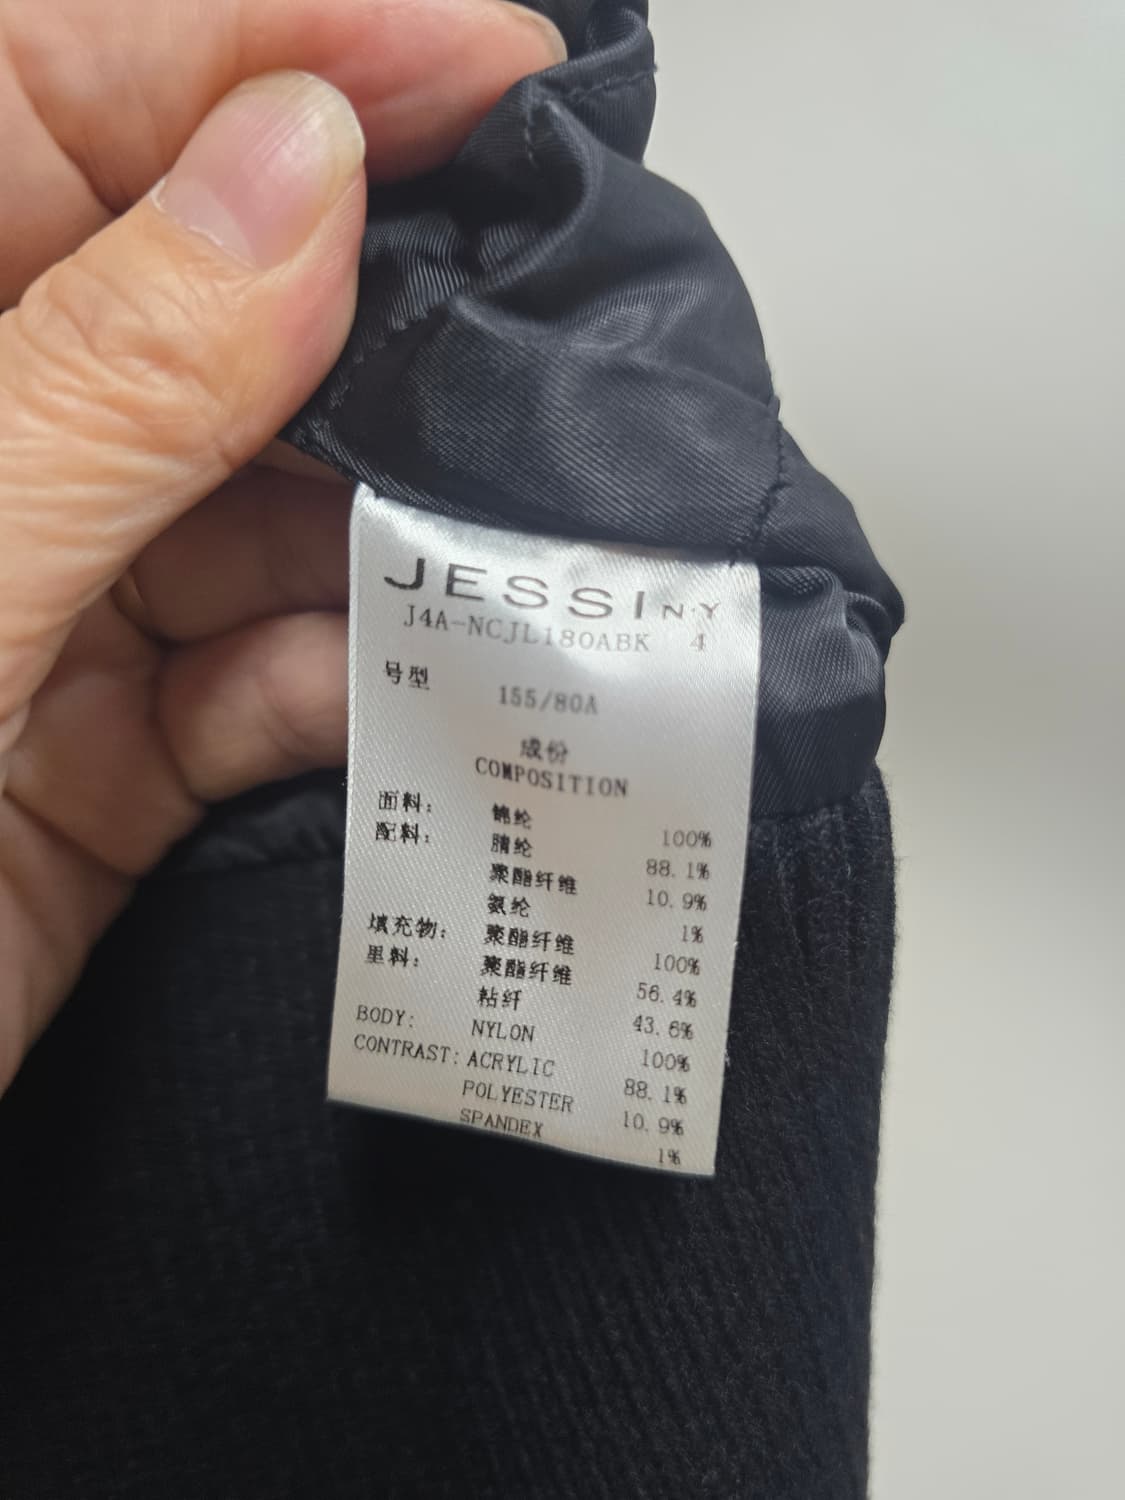 JESSI N·Y
J4A-NCJL180ABK 4
号型 155/80A
成份
COMPOSITION
面料： 锦纶 100%
配料： 腈纶 88.1%
聚酯纤维 10.9%
氨纶 1%
填充物： 聚酯纤维 100%
里料： 聚酯纤维 56.4%
粘纤 43.6%
BODY: NYLON 100%
CONTRAST: ACRYLIC 88.1%
POLYESTER 10.9%
SPANDEX 1%